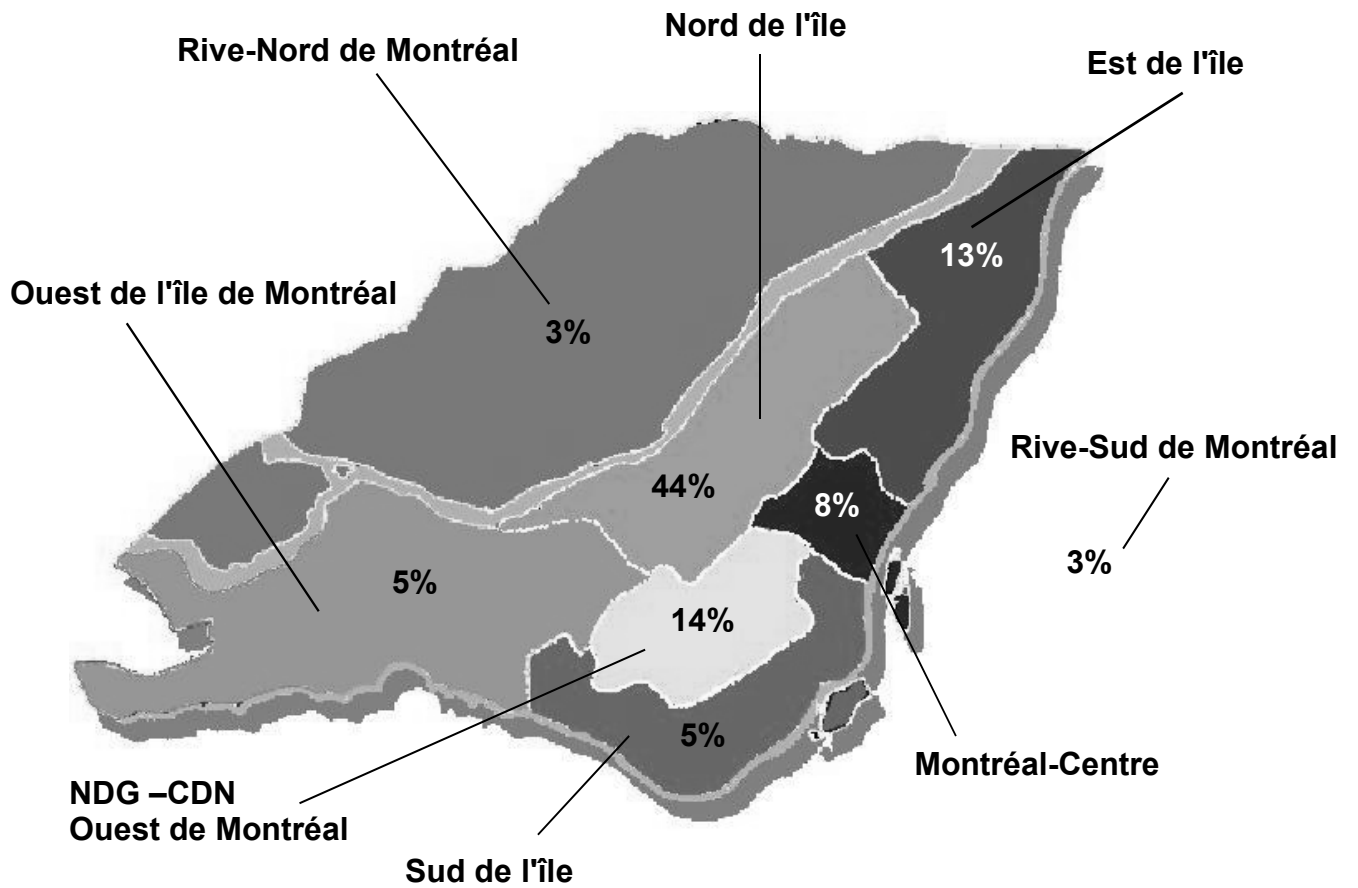 Nord de l'île
Rive-Nord de Montréal
Est de l'île
13%
Ouest de l'île de Montréal
3%
Rive-Sud de Montréal
44%
8%
3%
5%
14%
5%
Montréal-Centre
NDG –CDN
Ouest de Montréal
Sud de l'île